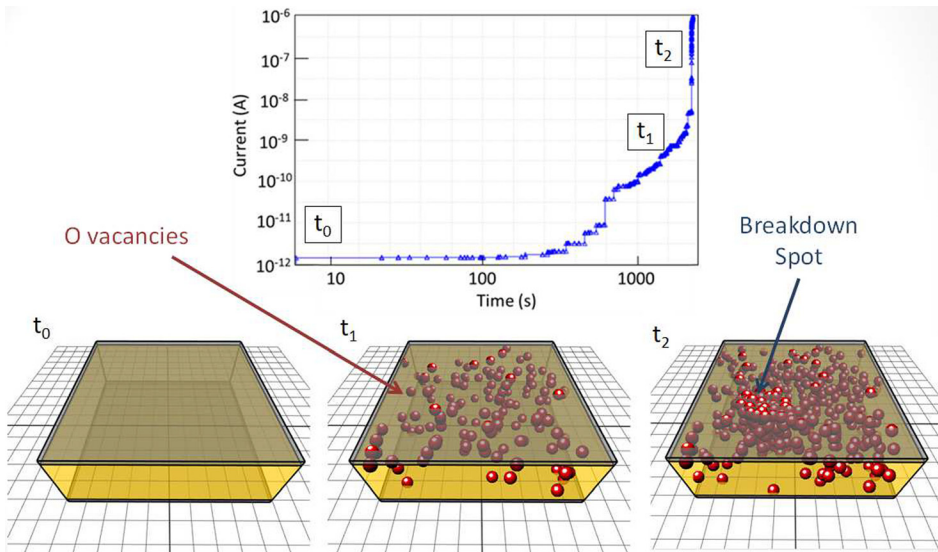 10⁻⁶
10⁻⁷
10⁻⁸
10⁻⁹
10⁻¹⁰
10⁻¹¹
10⁻¹²
Current (A)
t₂
t₁
t₀
10
100
1000
Time (s)
O vacancies
Breakdown
Spot
t₀
t₁
t₂